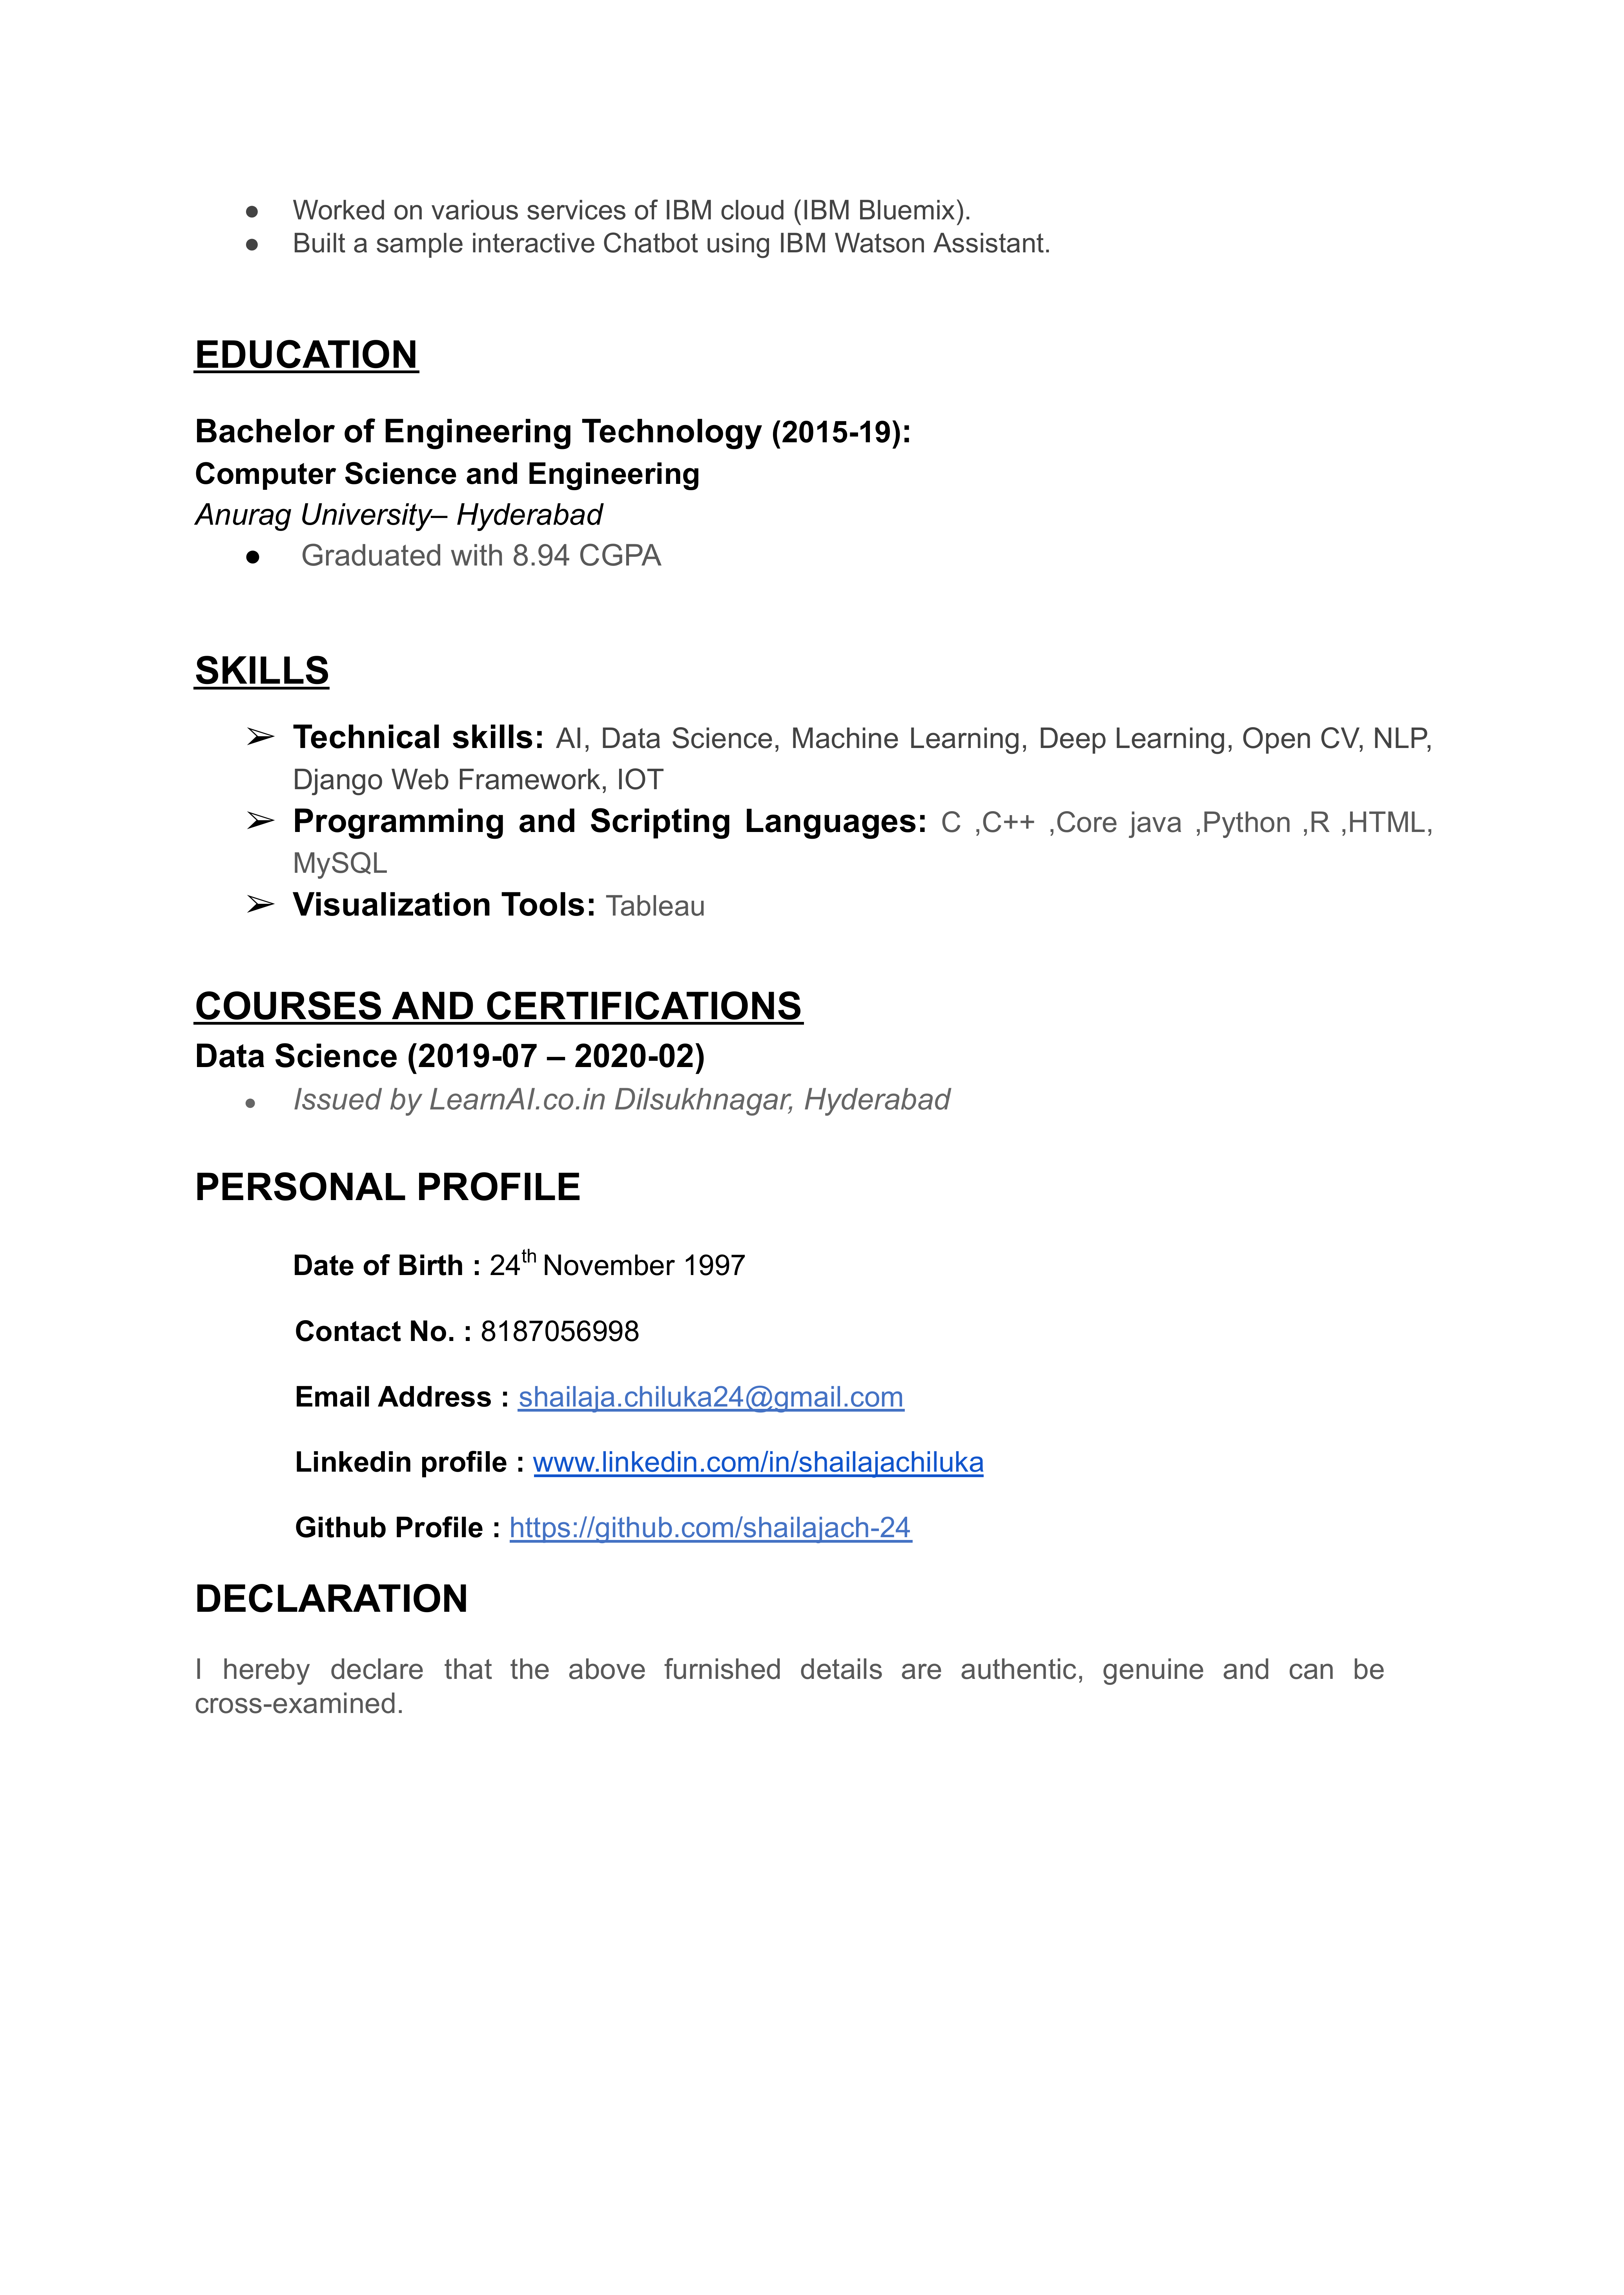 ● Worked on various services of IBM cloud (IBM Bluemix).
● Built a sample interactive Chatbot using IBM Watson Assistant.
EDUCATION
Bachelor of Engineering Technology (2015-19):
Computer Science and Engineering
Anurag University– Hyderabad
● Graduated with 8.94 CGPA
SKILLS
➢ Technical skills: AI, Data Science, Machine Learning, Deep Learning, Open CV, NLP,
Django Web Framework, IOT
➢ Programming and Scripting Languages: C ,C++ ,Core java ,Python ,R ,HTML,
MySQL
➢ Visualization Tools: Tableau
COURSES AND CERTIFICATIONS
Data Science (2019-07 – 2020-02)
● Issued by LearnAI.co.in Dilsukhnagar, Hyderabad
PERSONAL PROFILE
Date of Birth : 24th November 1997
Contact No. : 8187056998
Email Address : shailaja.chiluka24@gmail.com
Linkedin profile : www.linkedin.com/in/shailajachiluka
Github Profile : https://github.com/shailajach-24
DECLARATION
I hereby declare that the above furnished details are authentic, genuine and can be
cross-examined.